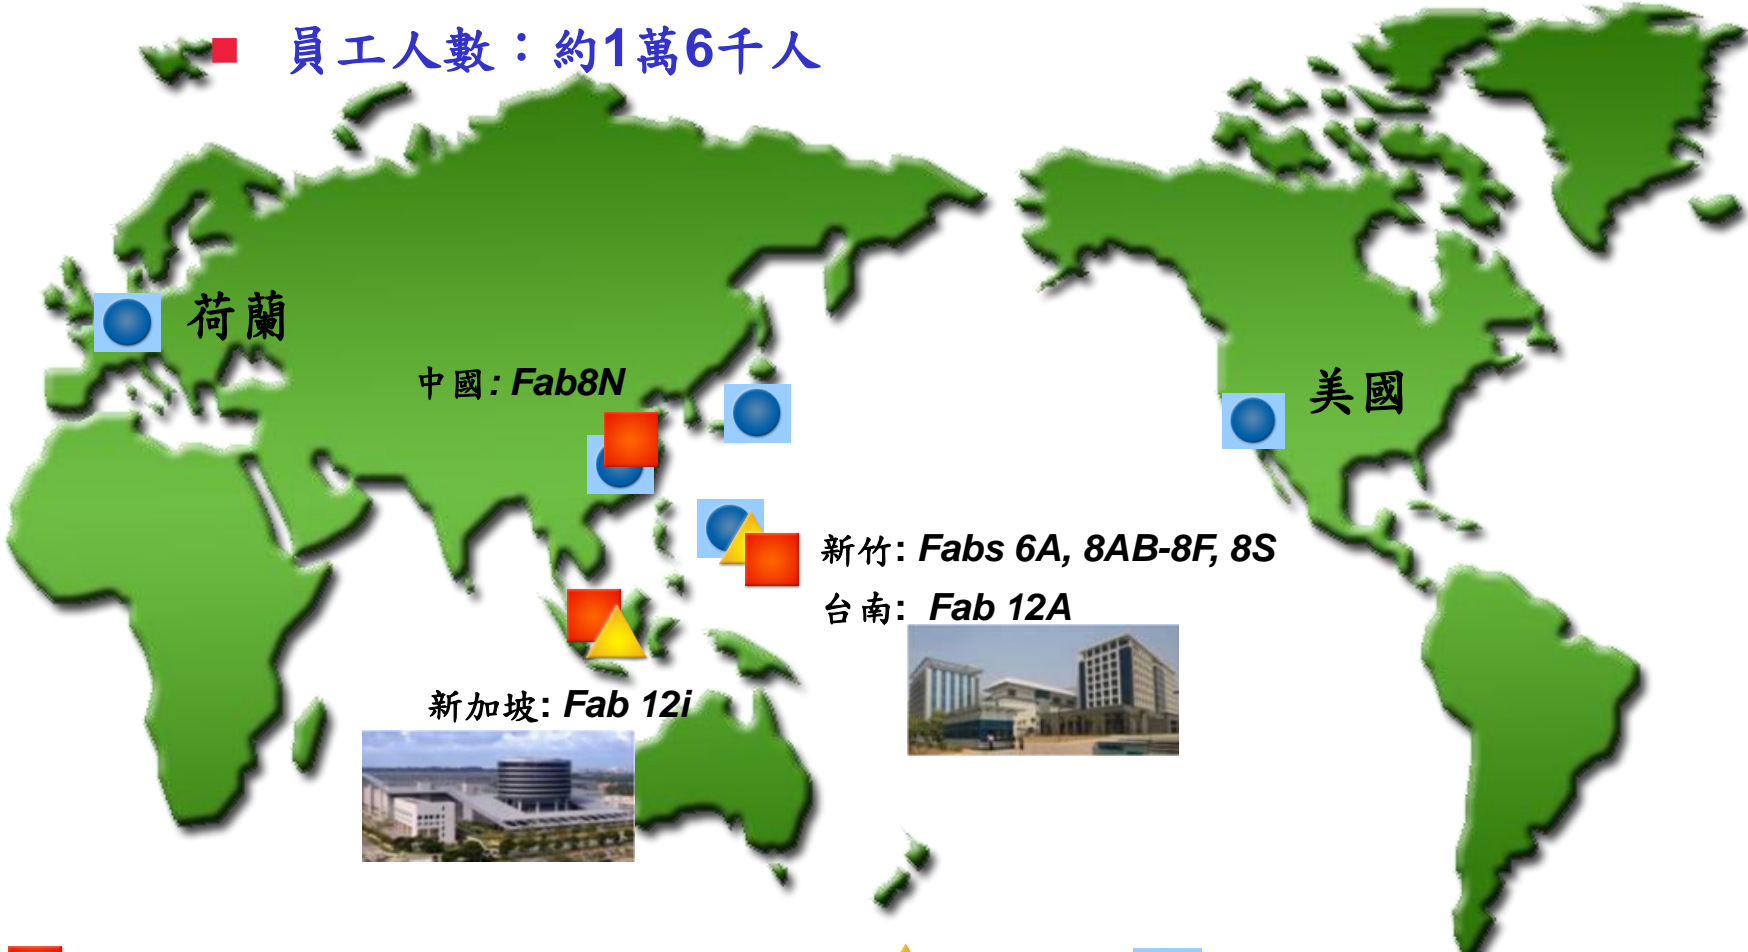 員工人數：約1萬6千人
荷蘭
中國: Fab8N
美國
新竹: Fabs 6A, 8AB-8F, 8S
台南: Fab 12A
新加坡: Fab 12i